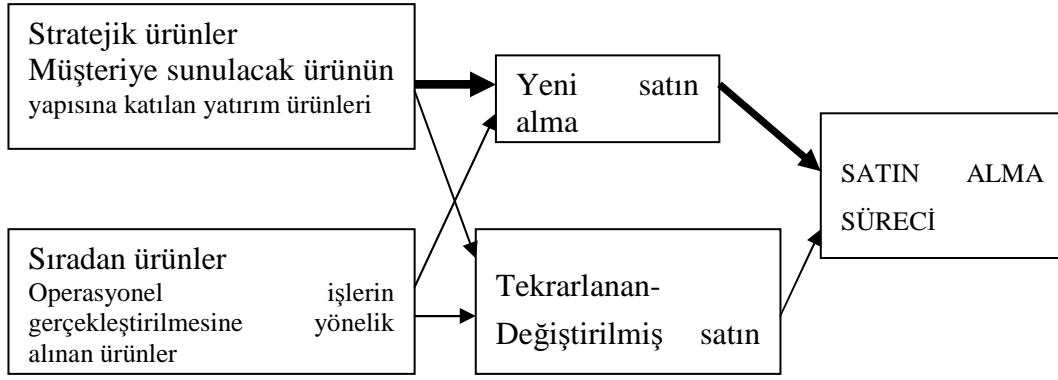 Stratejik ürünler
Müşteriye sunulacak ürünün
yapısına katılan yatırım ürünleri
Yeni satın
alma
SATIN ALMA
SÜRECİ
Sıradan ürünler
Operasyonel işlerin
gerçekleştirilmesine yönelik
alınan ürünler
Tekrarlanan-
Değiştirilmiş satın